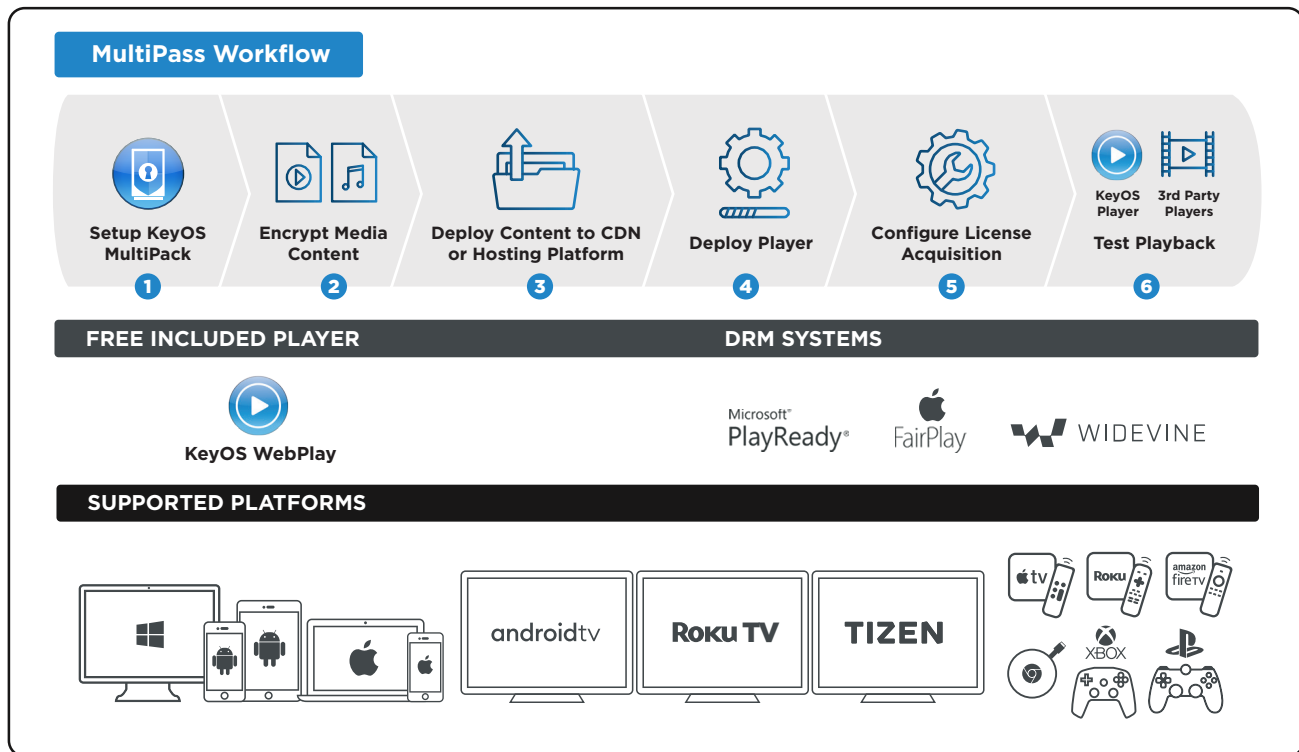 MultiPass Workflow
Setup KeyOS
MultiPack
1
Encrypt Media
Content
2
Deploy Content to CDN
or Hosting Platform
3
Deploy Player
4
Configure License
Acquisition
5
KeyOS
Player
3rd Party
Players
Test Playback
6
FREE INCLUDED PLAYER
KeyOS WebPlay
DRM SYSTEMS
Microsoft®
PlayReady®
FairPlay
WIDEVINE
SUPPORTED PLATFORMS
androidtv
ROKU TV
TIZEN
tv
ROKU
amazon
fireTV
XBOX